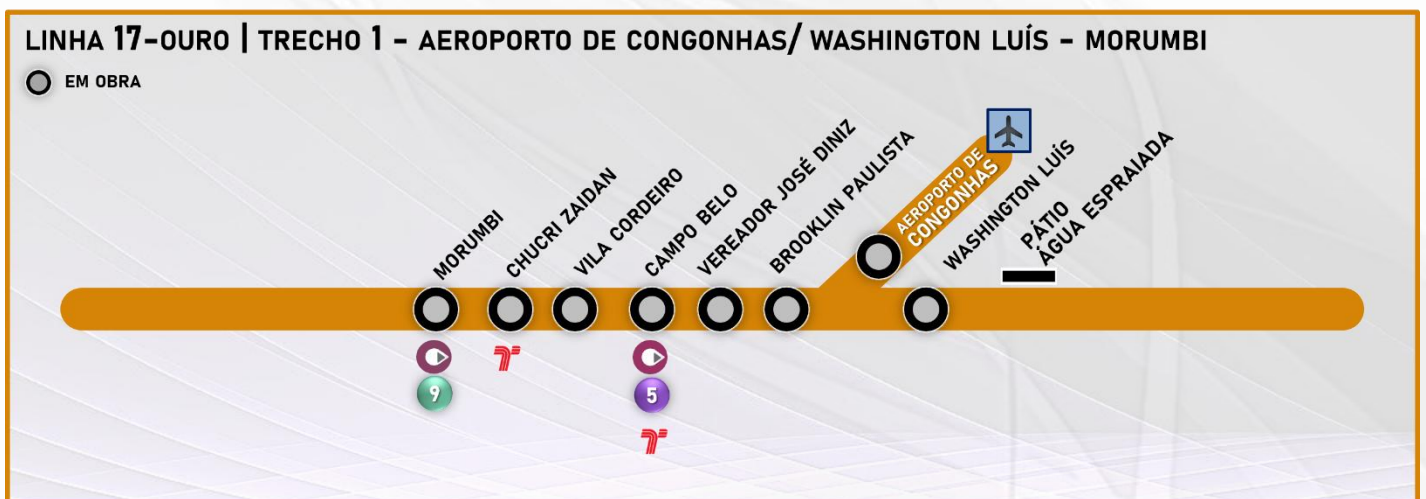 LINHA 17-OURO | TRECHO 1 - AEROPORTO DE CONGONHAS/ WASHINGTON LUÍS - MORUMBI
EM OBRA
MORUMBI
CHUCRI ZAIDAN
VILA CORDEIRO
CAMPO BELO
VEREADOR JOSÉ DINIZ
BROOKLIN PAULISTA
AEROPORTO DE
CONGONHAS
WASHINGTON LUÍS
PÁTIO
ÁGUA ESPRAIADA
9
5